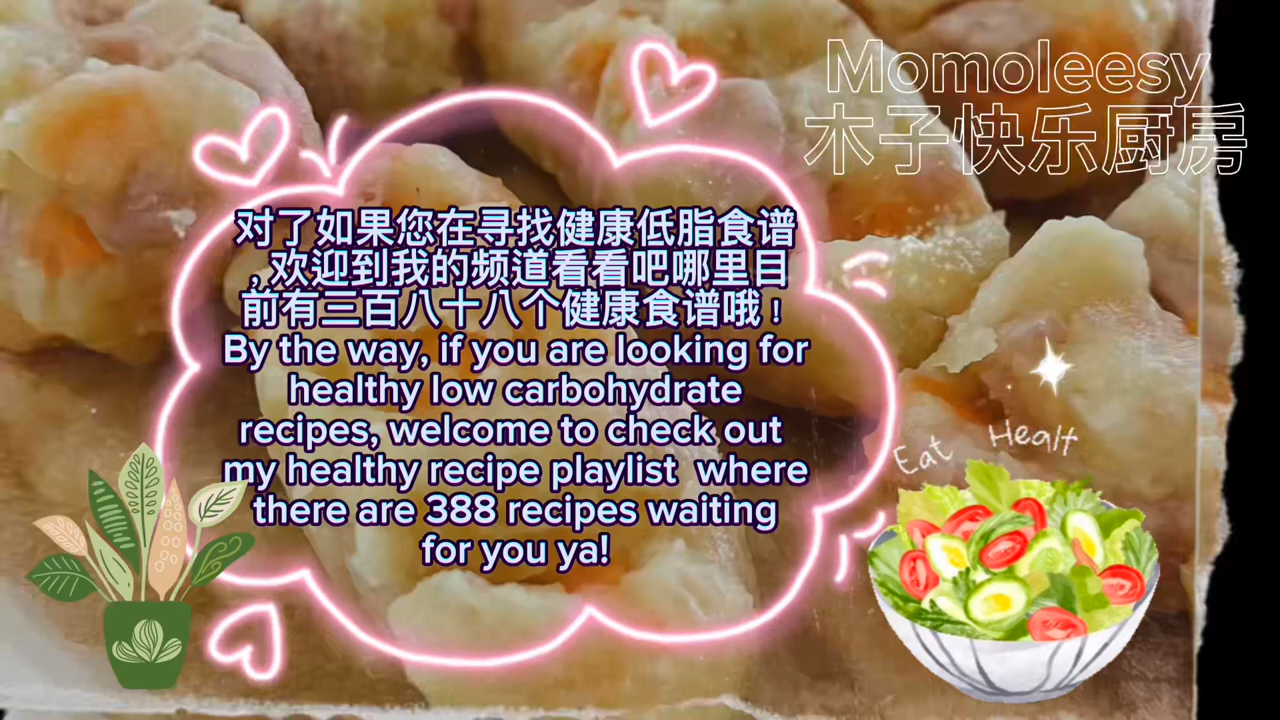 Momoleesy
木子快乐厨房
对了如果您在寻找健康低脂食谱
,欢迎到我的频道看看吧哪里目
前有三百八十八个健康食谱哦!
By the way, if you are looking for
healthy low carbohydrate
recipes, welcome to check out
my healthy recipe playlist where
there are 388 recipes waiting
for you ya!
Eat Healt